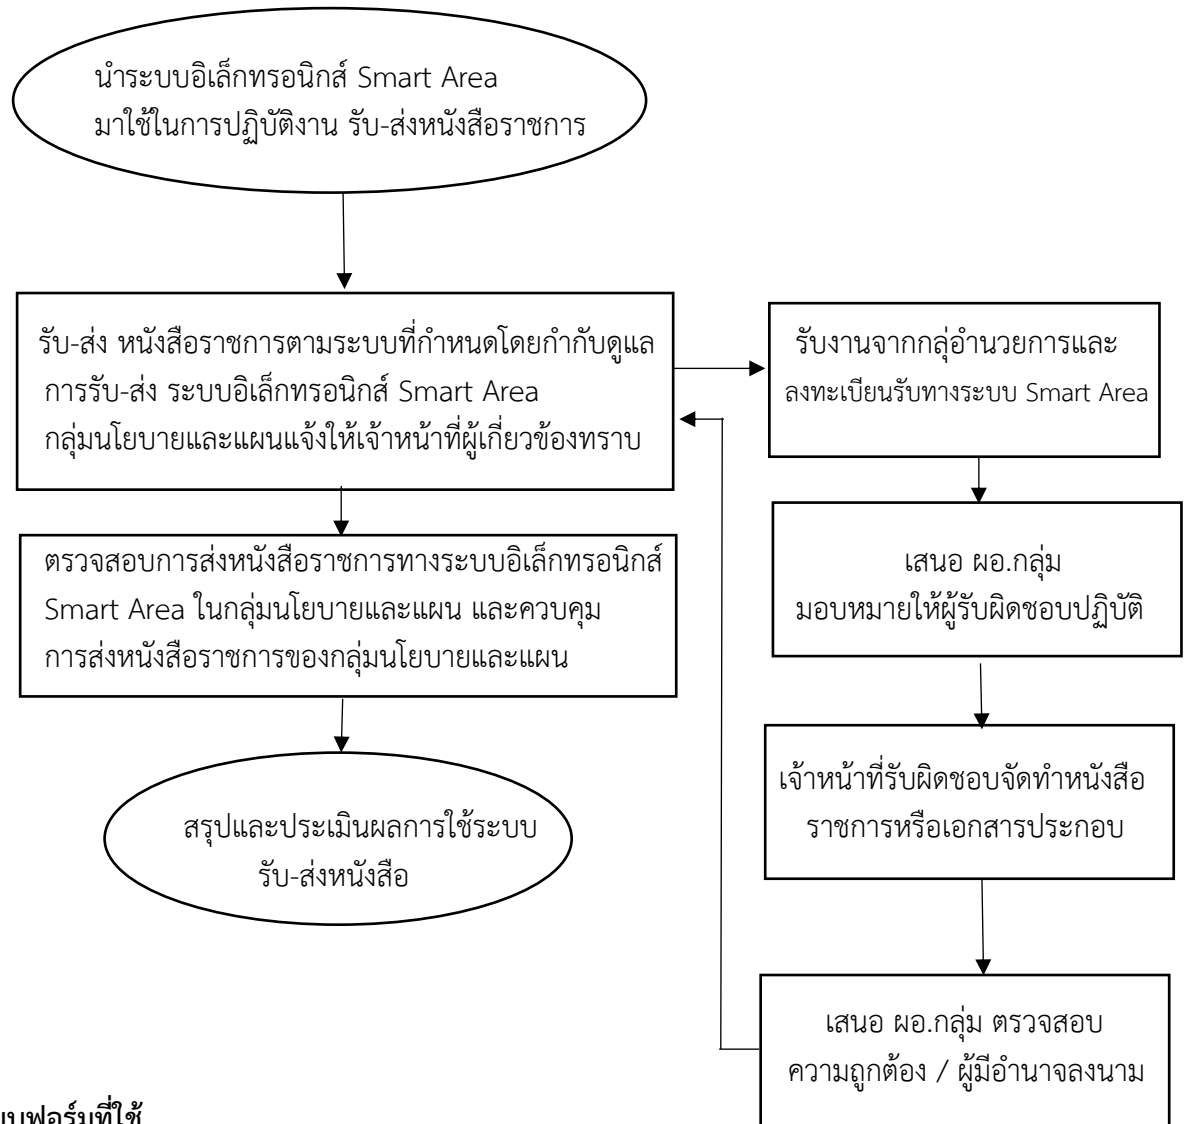 นำระบบอิเล็กทรอนิกส์ Smart Area
มาใช้ในการปฏิบัติงาน รับ-ส่งหนังสือราชการ
รับ-ส่ง หนังสือราชการตามระบบที่กำหนดโดยกำกับดูแล
การรับ-ส่ง ระบบอิเล็กทรอนิกส์ Smart Area
กลุ่มนโยบายและแผนแจ้งให้เจ้าหน้าที่ผู้เกี่ยวข้องทราบ
รับงานจากกลุ่อำนวยการและ
ลงทะเบียนรับทางระบบ Smart Area
เสนอ ผอ.กลุ่ม
มอบหมายให้ผู้รับผิดชอบปฏิบัติ
เจ้าหน้าที่รับผิดชอบจัดทำหนังสือ
ราชการหรือเอกสารประกอบ
เสนอ ผอ.กลุ่ม ตรวจสอบ
ความถูกต้อง / ผู้มีอำนาจลงนาม
ตรวจสอบการส่งหนังสือราชการทางระบบอิเล็กทรอนิกส์
Smart Area ในกลุ่มนโยบายและแผน และควบคุม
การส่งหนังสือราชการของกลุ่มนโยบายและแผน
สรุปและประเมินผลการใช้ระบบ
รับ-ส่งหนังสือ
บบฟอร์มที่ใช้